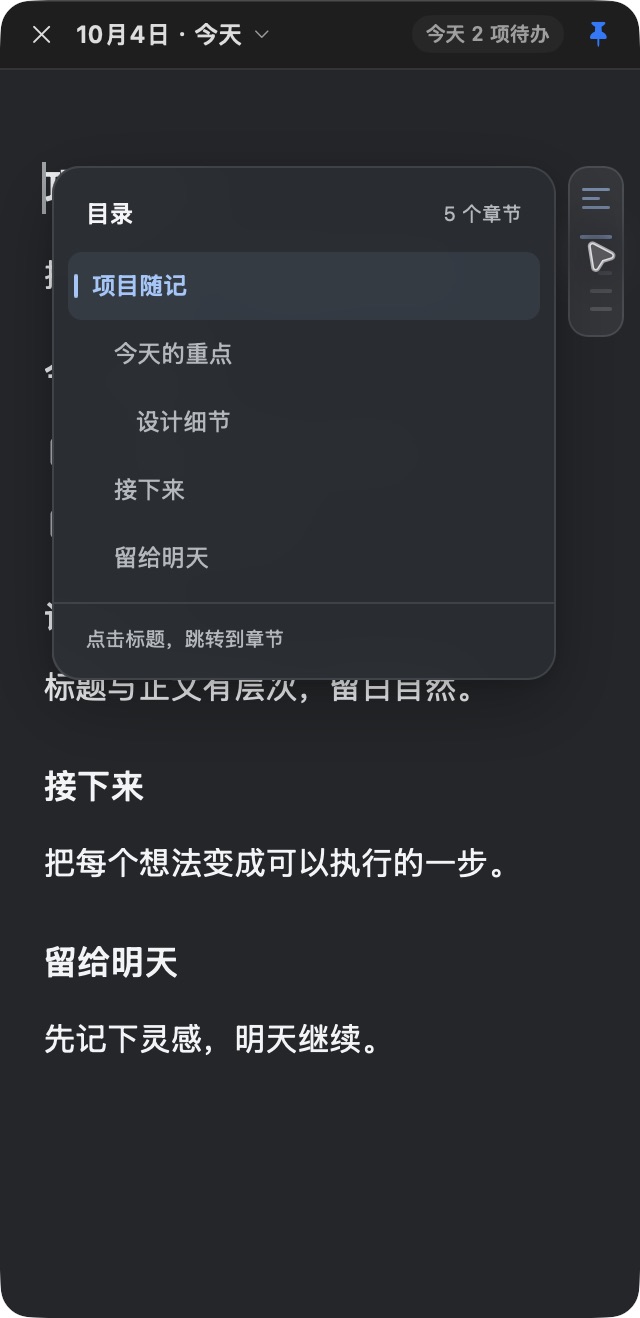 10月4日 · 今天
今天 2 项待办
目录
5 个章节
项目随记
今天的重点
设计细节
接下来
留给明天
点击标题，跳转到章节
标题与正文有层次，留白自然。
接下来
把每个想法变成可以执行的一步。
留给明天
先记下灵感，明天继续。